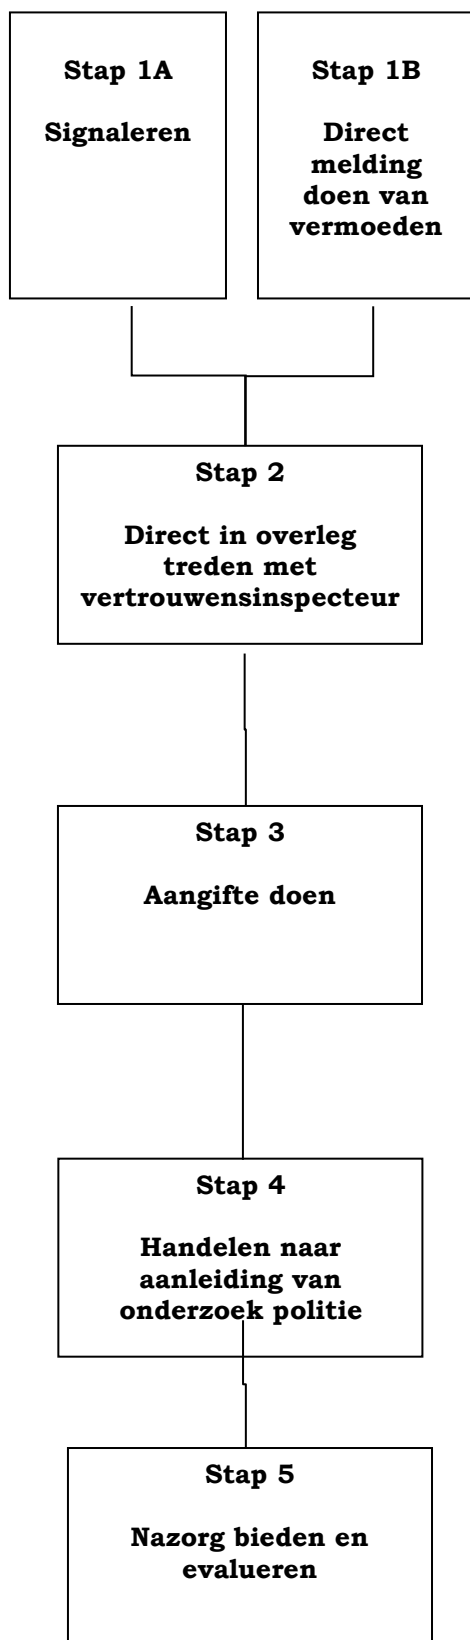 Stap 1A
Signaleren
Stap 1B
Direct
melding
doen van
vermoeden
Stap 2
Direct in overleg
treden met
vertrouwensinspecteur
Stap 3
Aangifte doen
Stap 4
Handelen naar
aanleiding van
onderzoek politie
Stap 5
Nazorg bieden en
evalueren